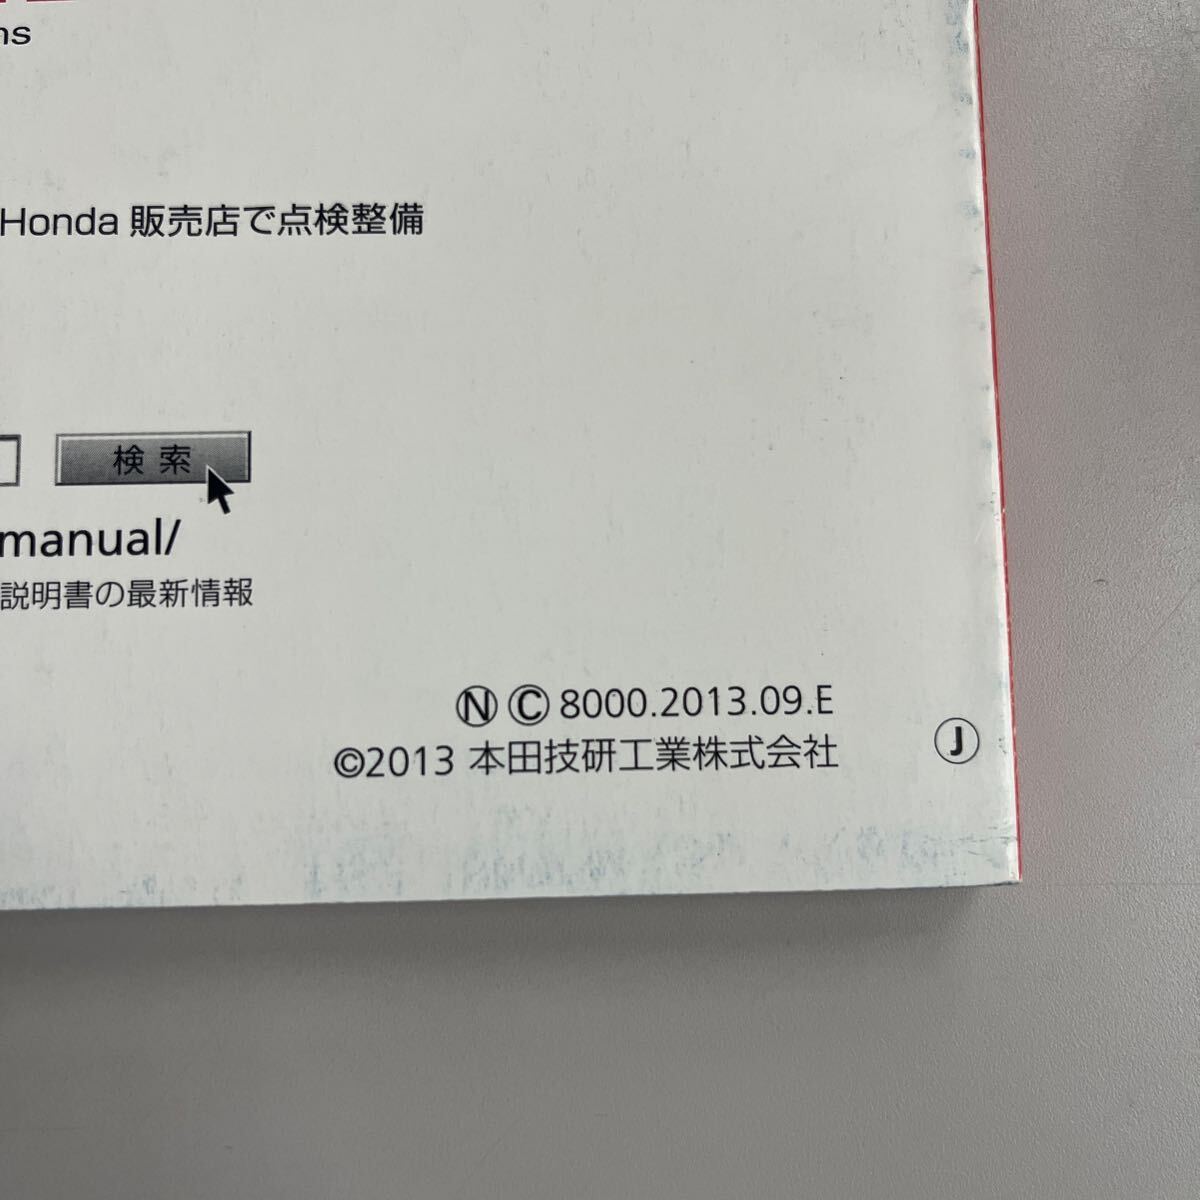 ns
Honda 販売店で点検整備
検 索
manual/
説明書の最新情報
Ⓝ Ⓒ 8000.2013.09.E
©2013 本田技研工業株式会社
Ⓙ